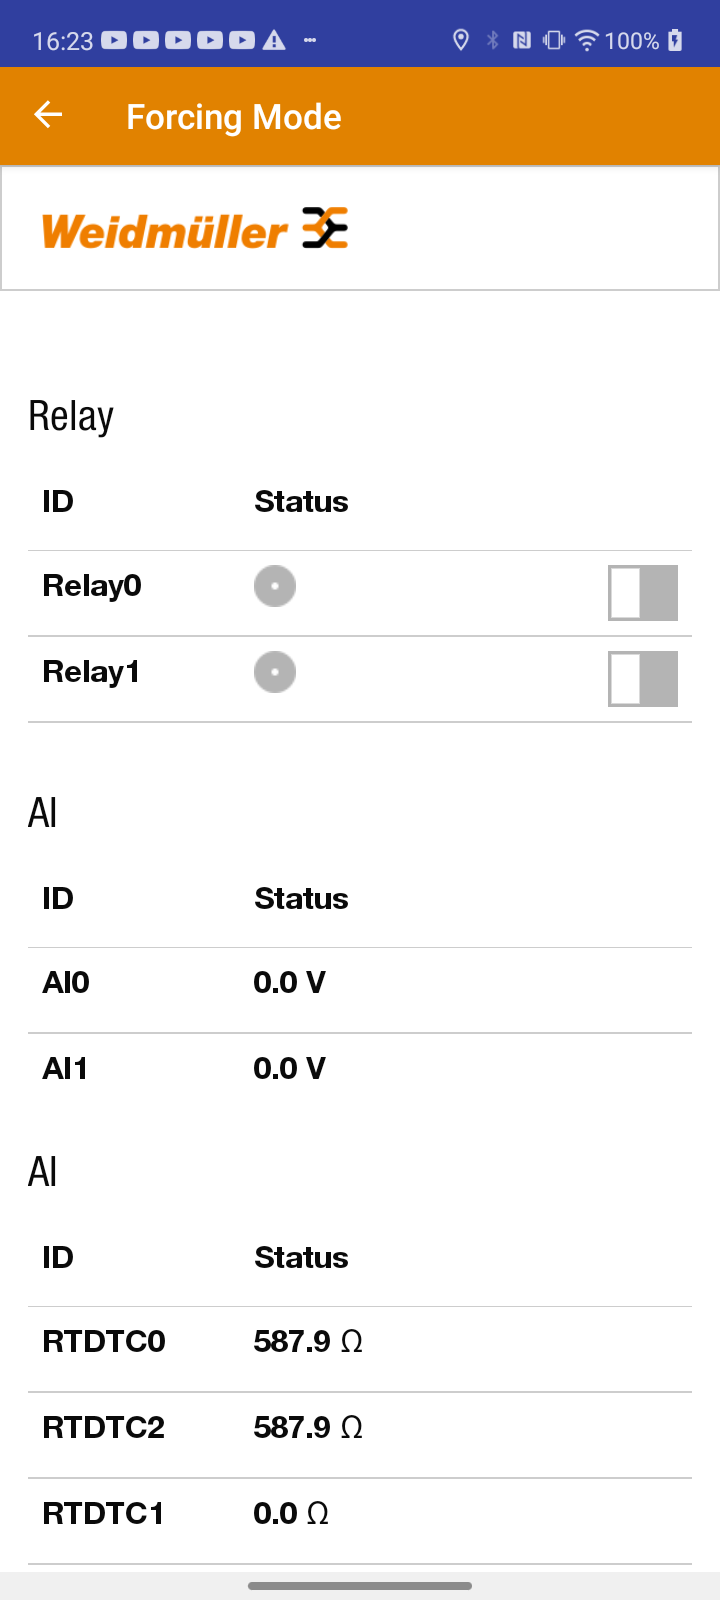 16:23 100%
Forcing Mode
Weidmüller
Relay
ID Status
Relay0
Relay1
AI
ID Status
AI0 0.0 V
AI1 0.0 V
AI
ID Status
RTDTC0 587.9 Ω
RTDTC2 587.9 Ω
RTDTC1 0.0 Ω